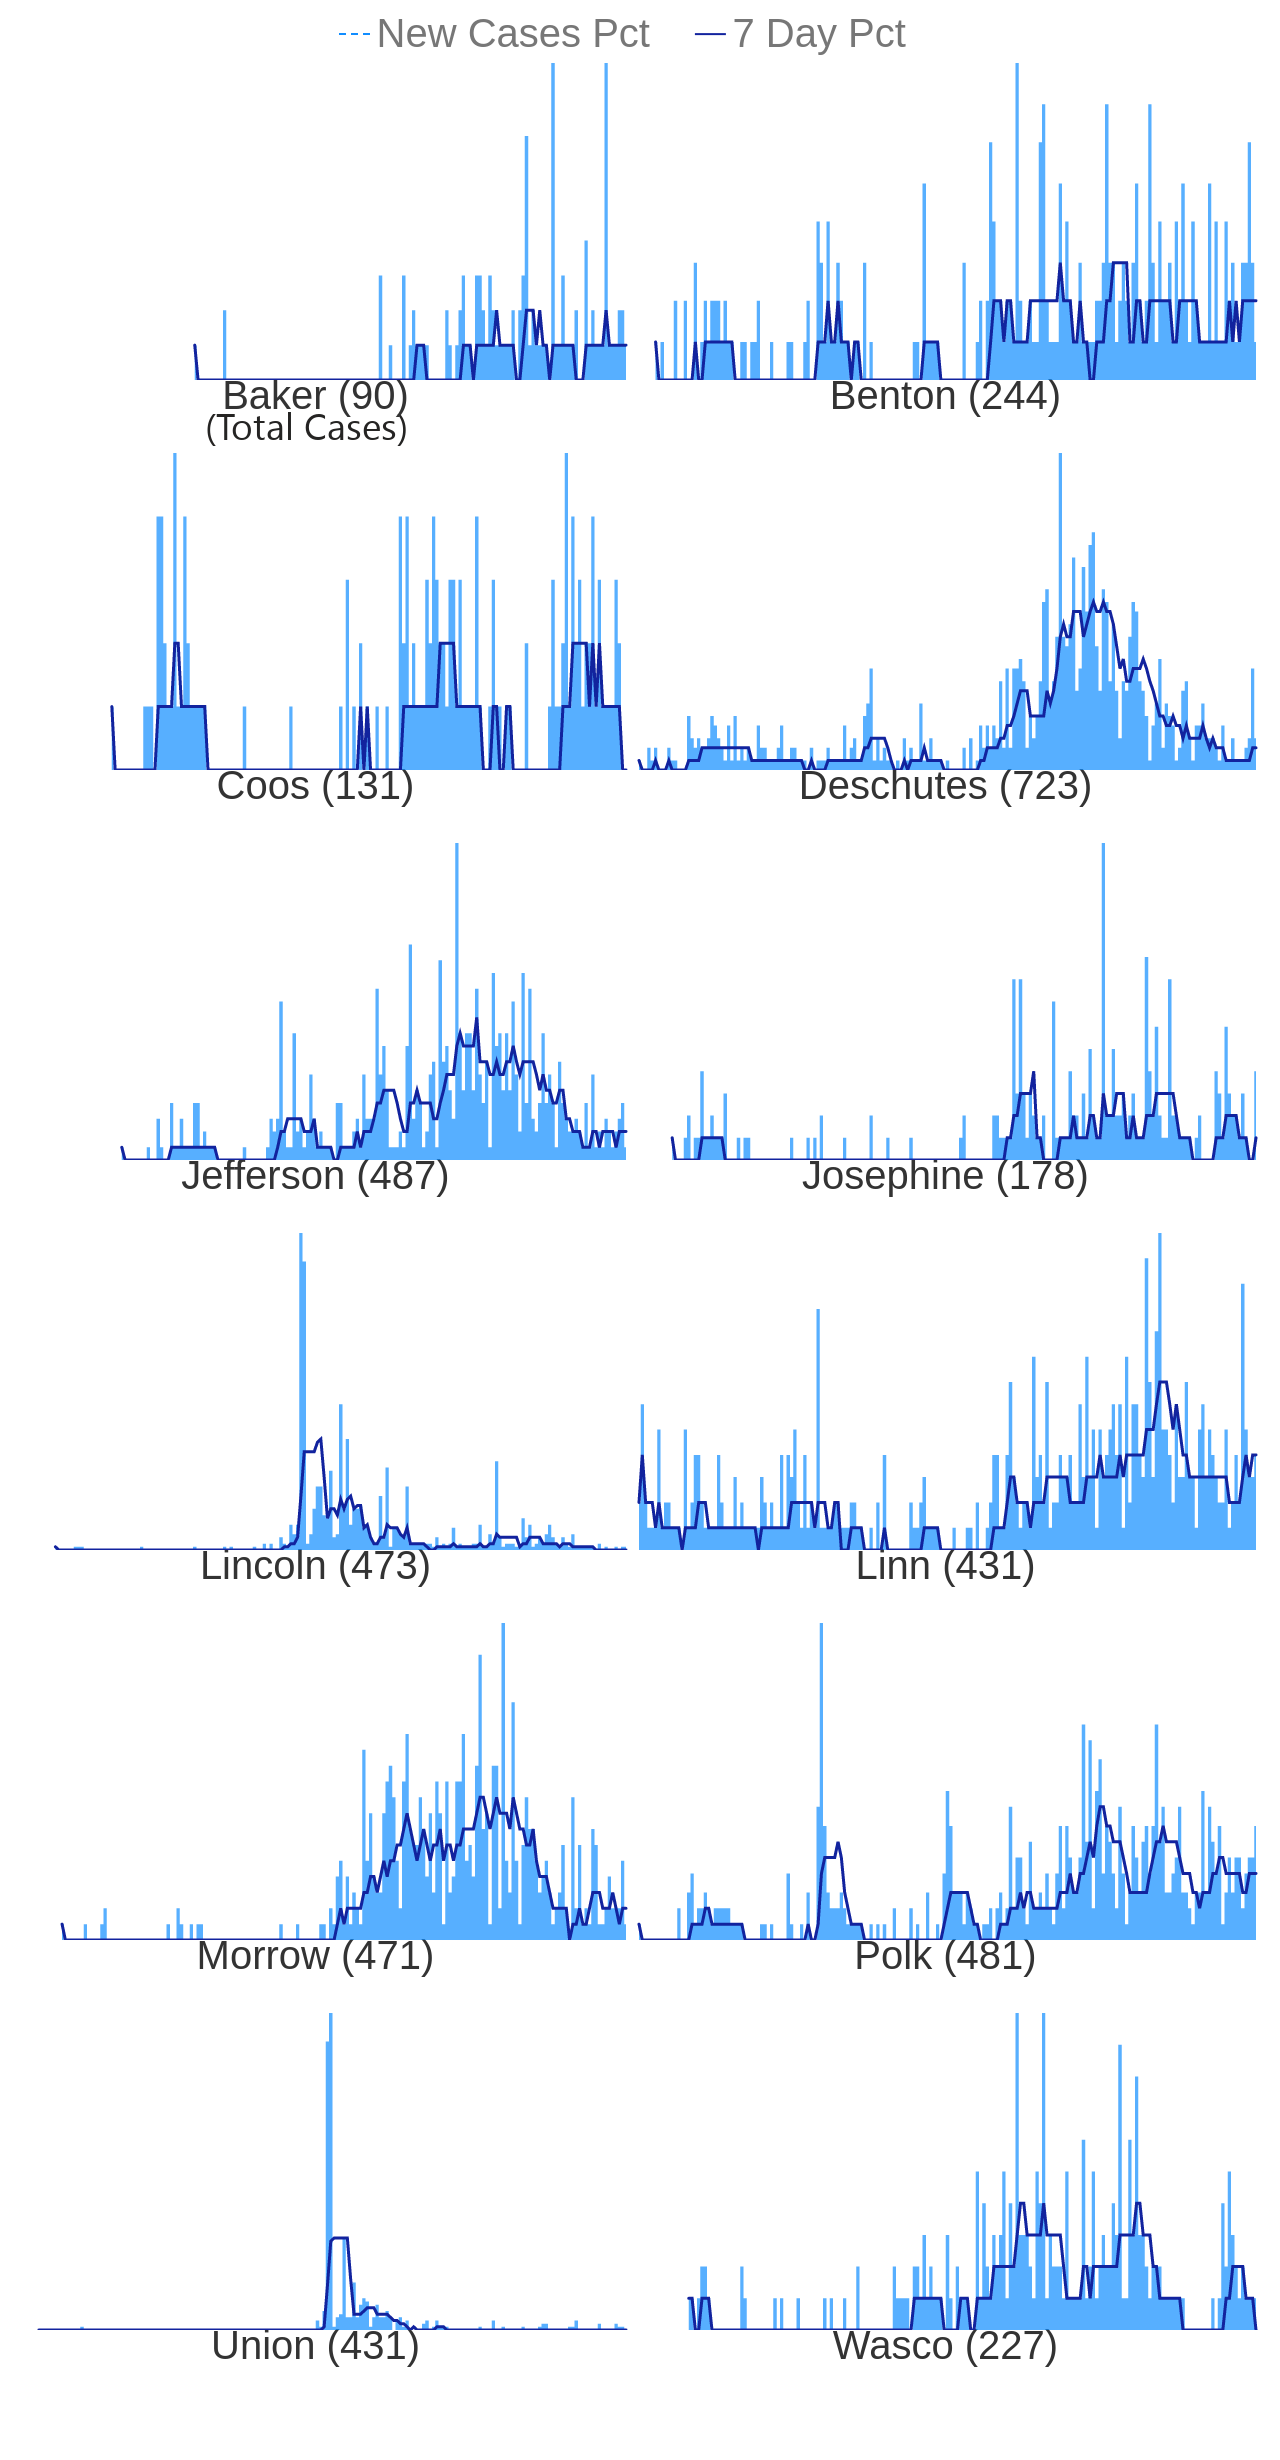 New Cases Pct 7 Day Pct
Baker (90) Benton (244)
(Total Cases)
Coos (131) Deschutes (723)
Jefferson (487) Josephine (178)
Lincoln (473) Linn (431)
Morrow (471) Polk (481)
Union (431) Wasco (227)